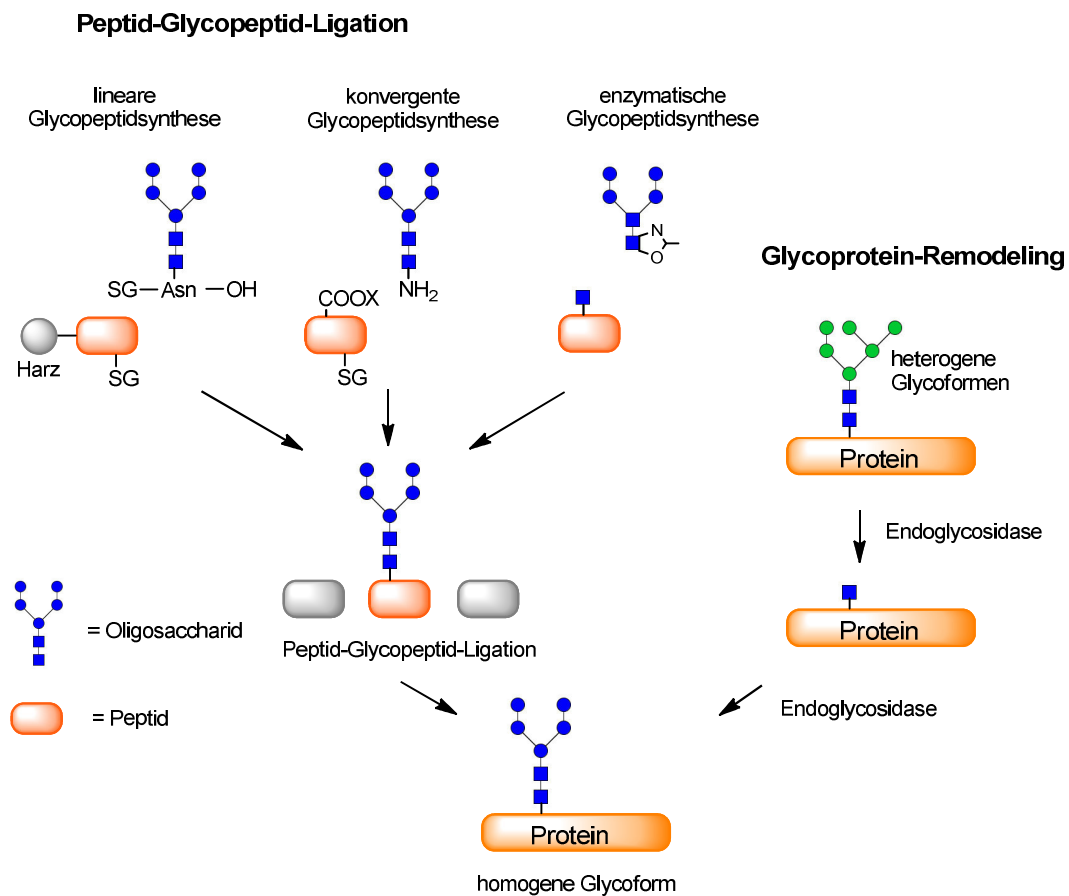 Peptid-Glycopeptid-Ligation
lineare
Glycopeptidsynthese
konvergente
Glycopeptidsynthese
enzymatische
Glycopeptidsynthese
N
O
Glycoprotein-Remodeling
SG—Asn—OH
COOX
NH2
Harz
SG
SG
heterogene
Glycoformen
Protein
Endoglycosidase
= Oligosaccharid
Peptid-Glycopeptid-Ligation
Protein
= Peptid
Endoglycosidase
Protein
homogene Glycoform